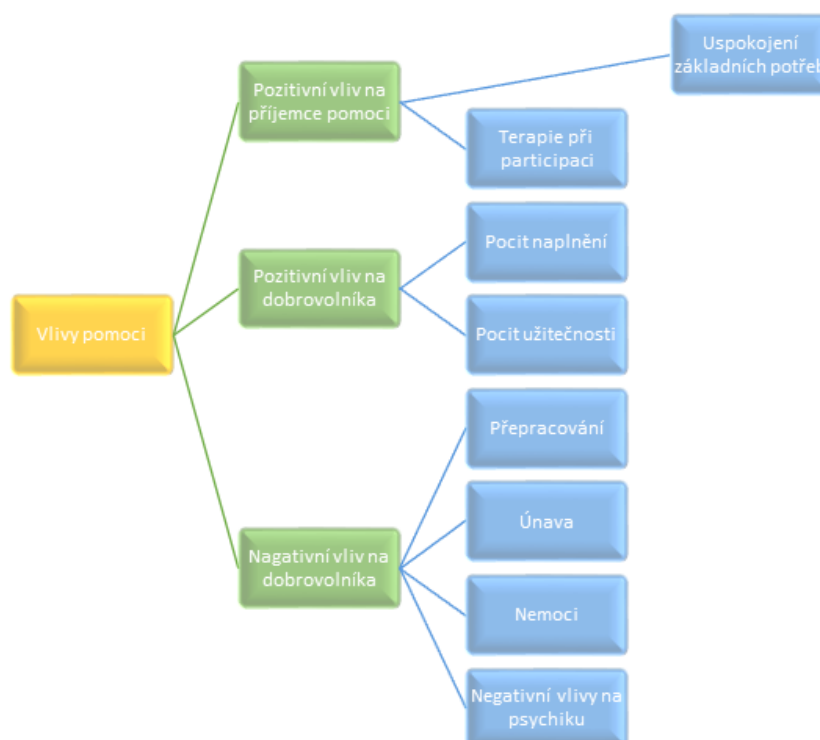 Uspokojení
základních potřeb
Pozitivní vliv na
příjemce pomoci
Terapie při
participaci
Pocit naplnění
Pozitivní vliv na
dobrovolníka
Vlivy pomoci
Pocit užitečnosti
Přepracování
Únava
Nagativní vliv na
dobrovolníka
Nemoci
Negativní vlivy na
psychiku